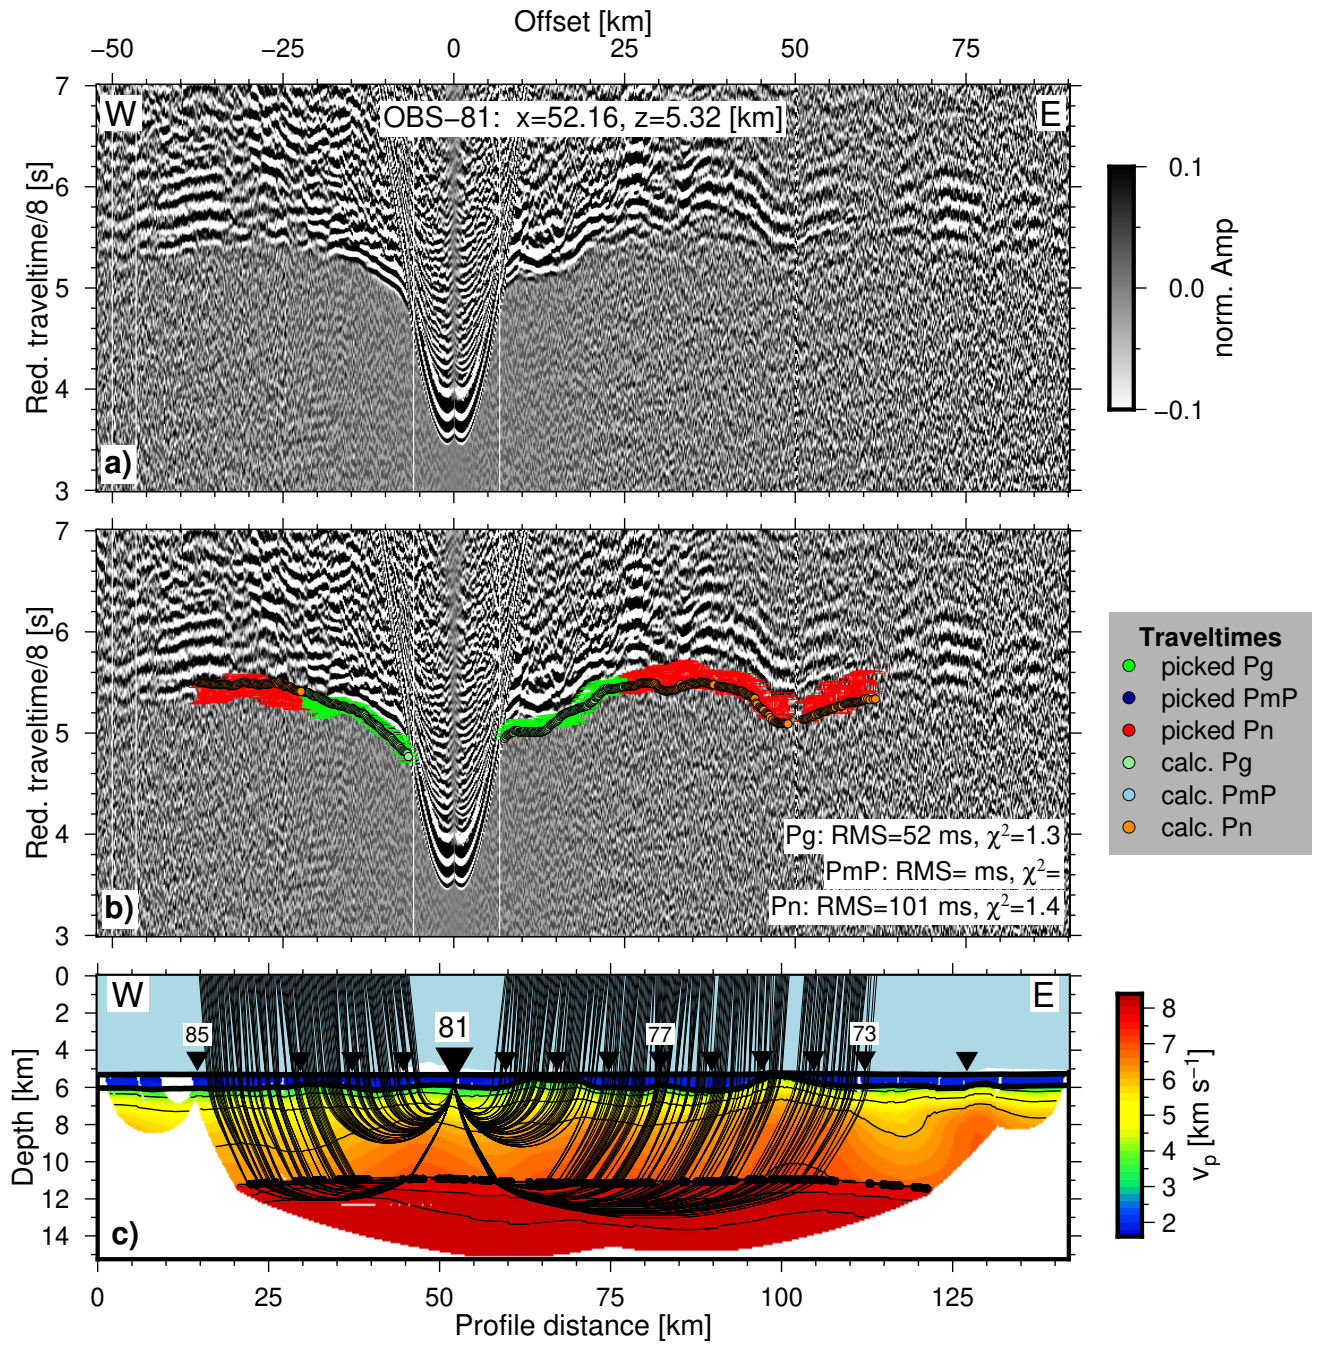 Offset [km]
−50 −25 0 25 50 75
W OBS−81: x=52.16, z=5.32 [km] E
7
6
5
4
3
Red. traveltime/8 [s]
a)
0.1
0.0
−0.1
norm. Amp
7
6
5
4
3
Red. traveltime/8 [s]
b)
Pg: RMS=52 ms, χ²=1.3
PmP: RMS= ms, χ²=
Pn: RMS=101 ms, χ²=1.4
Traveltimes
picked Pg
picked PmP
picked Pn
calc. Pg
calc. PmP
calc. Pn
W E
85 81 77 73
0
2
4
6
8
10
12
14
Depth [km]
c)
8
7
6
5
4
3
2
vₚ [km s⁻¹]
0 25 50 75 100 125
Profile distance [km]